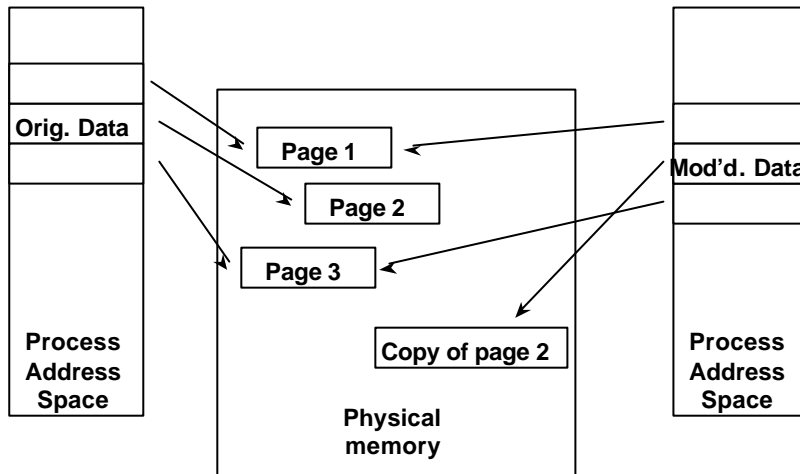 Orig. Data
Page 1
Page 2
Page 3
Mod'd. Data
Copy of page 2
Process
Address
Space
Physical
memory
Process
Address
Space